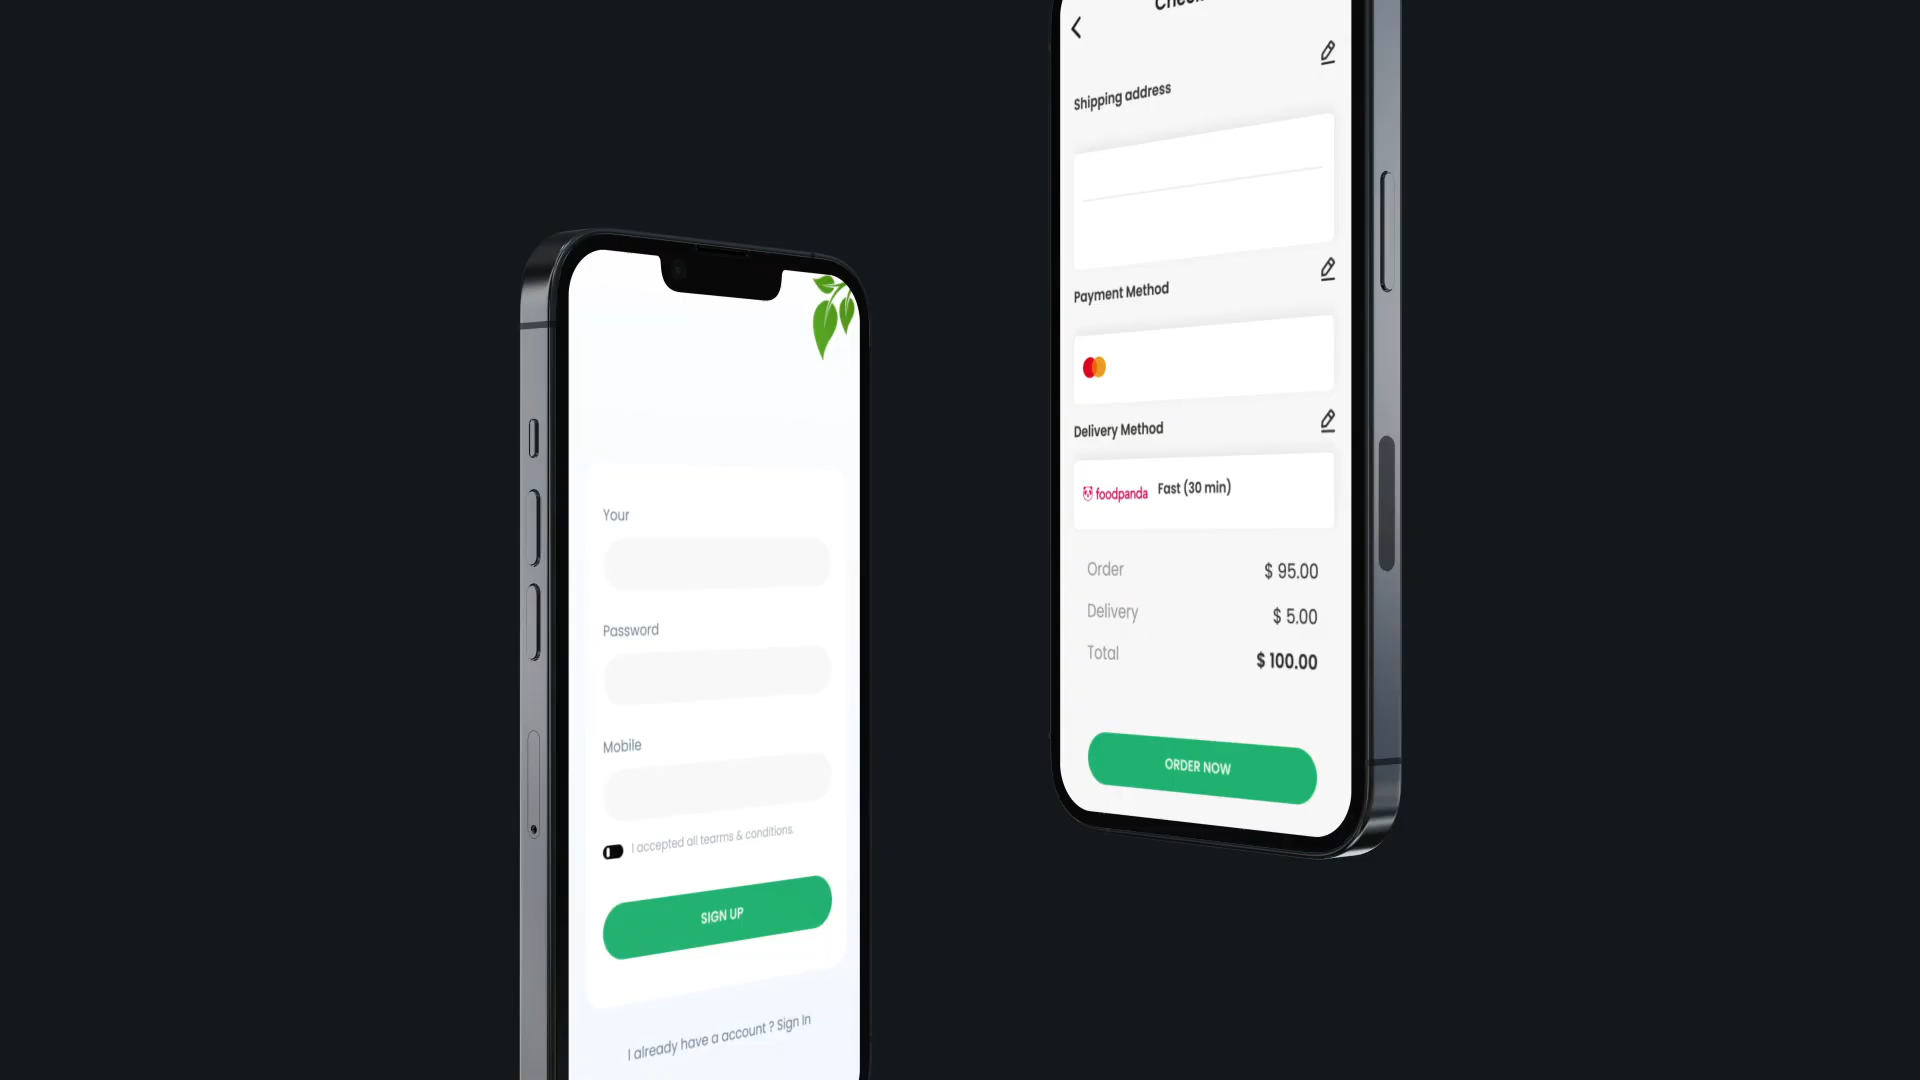 Your
Password
Mobile
I accepted all tearms & conditions.
SIGN UP
I already have a account ? Sign In
Shipping address
Payment Method
Delivery Method
foodpanda Fast (30 min)
Order $ 95.00
Delivery $ 5.00
Total $ 100.00
ORDER NOW